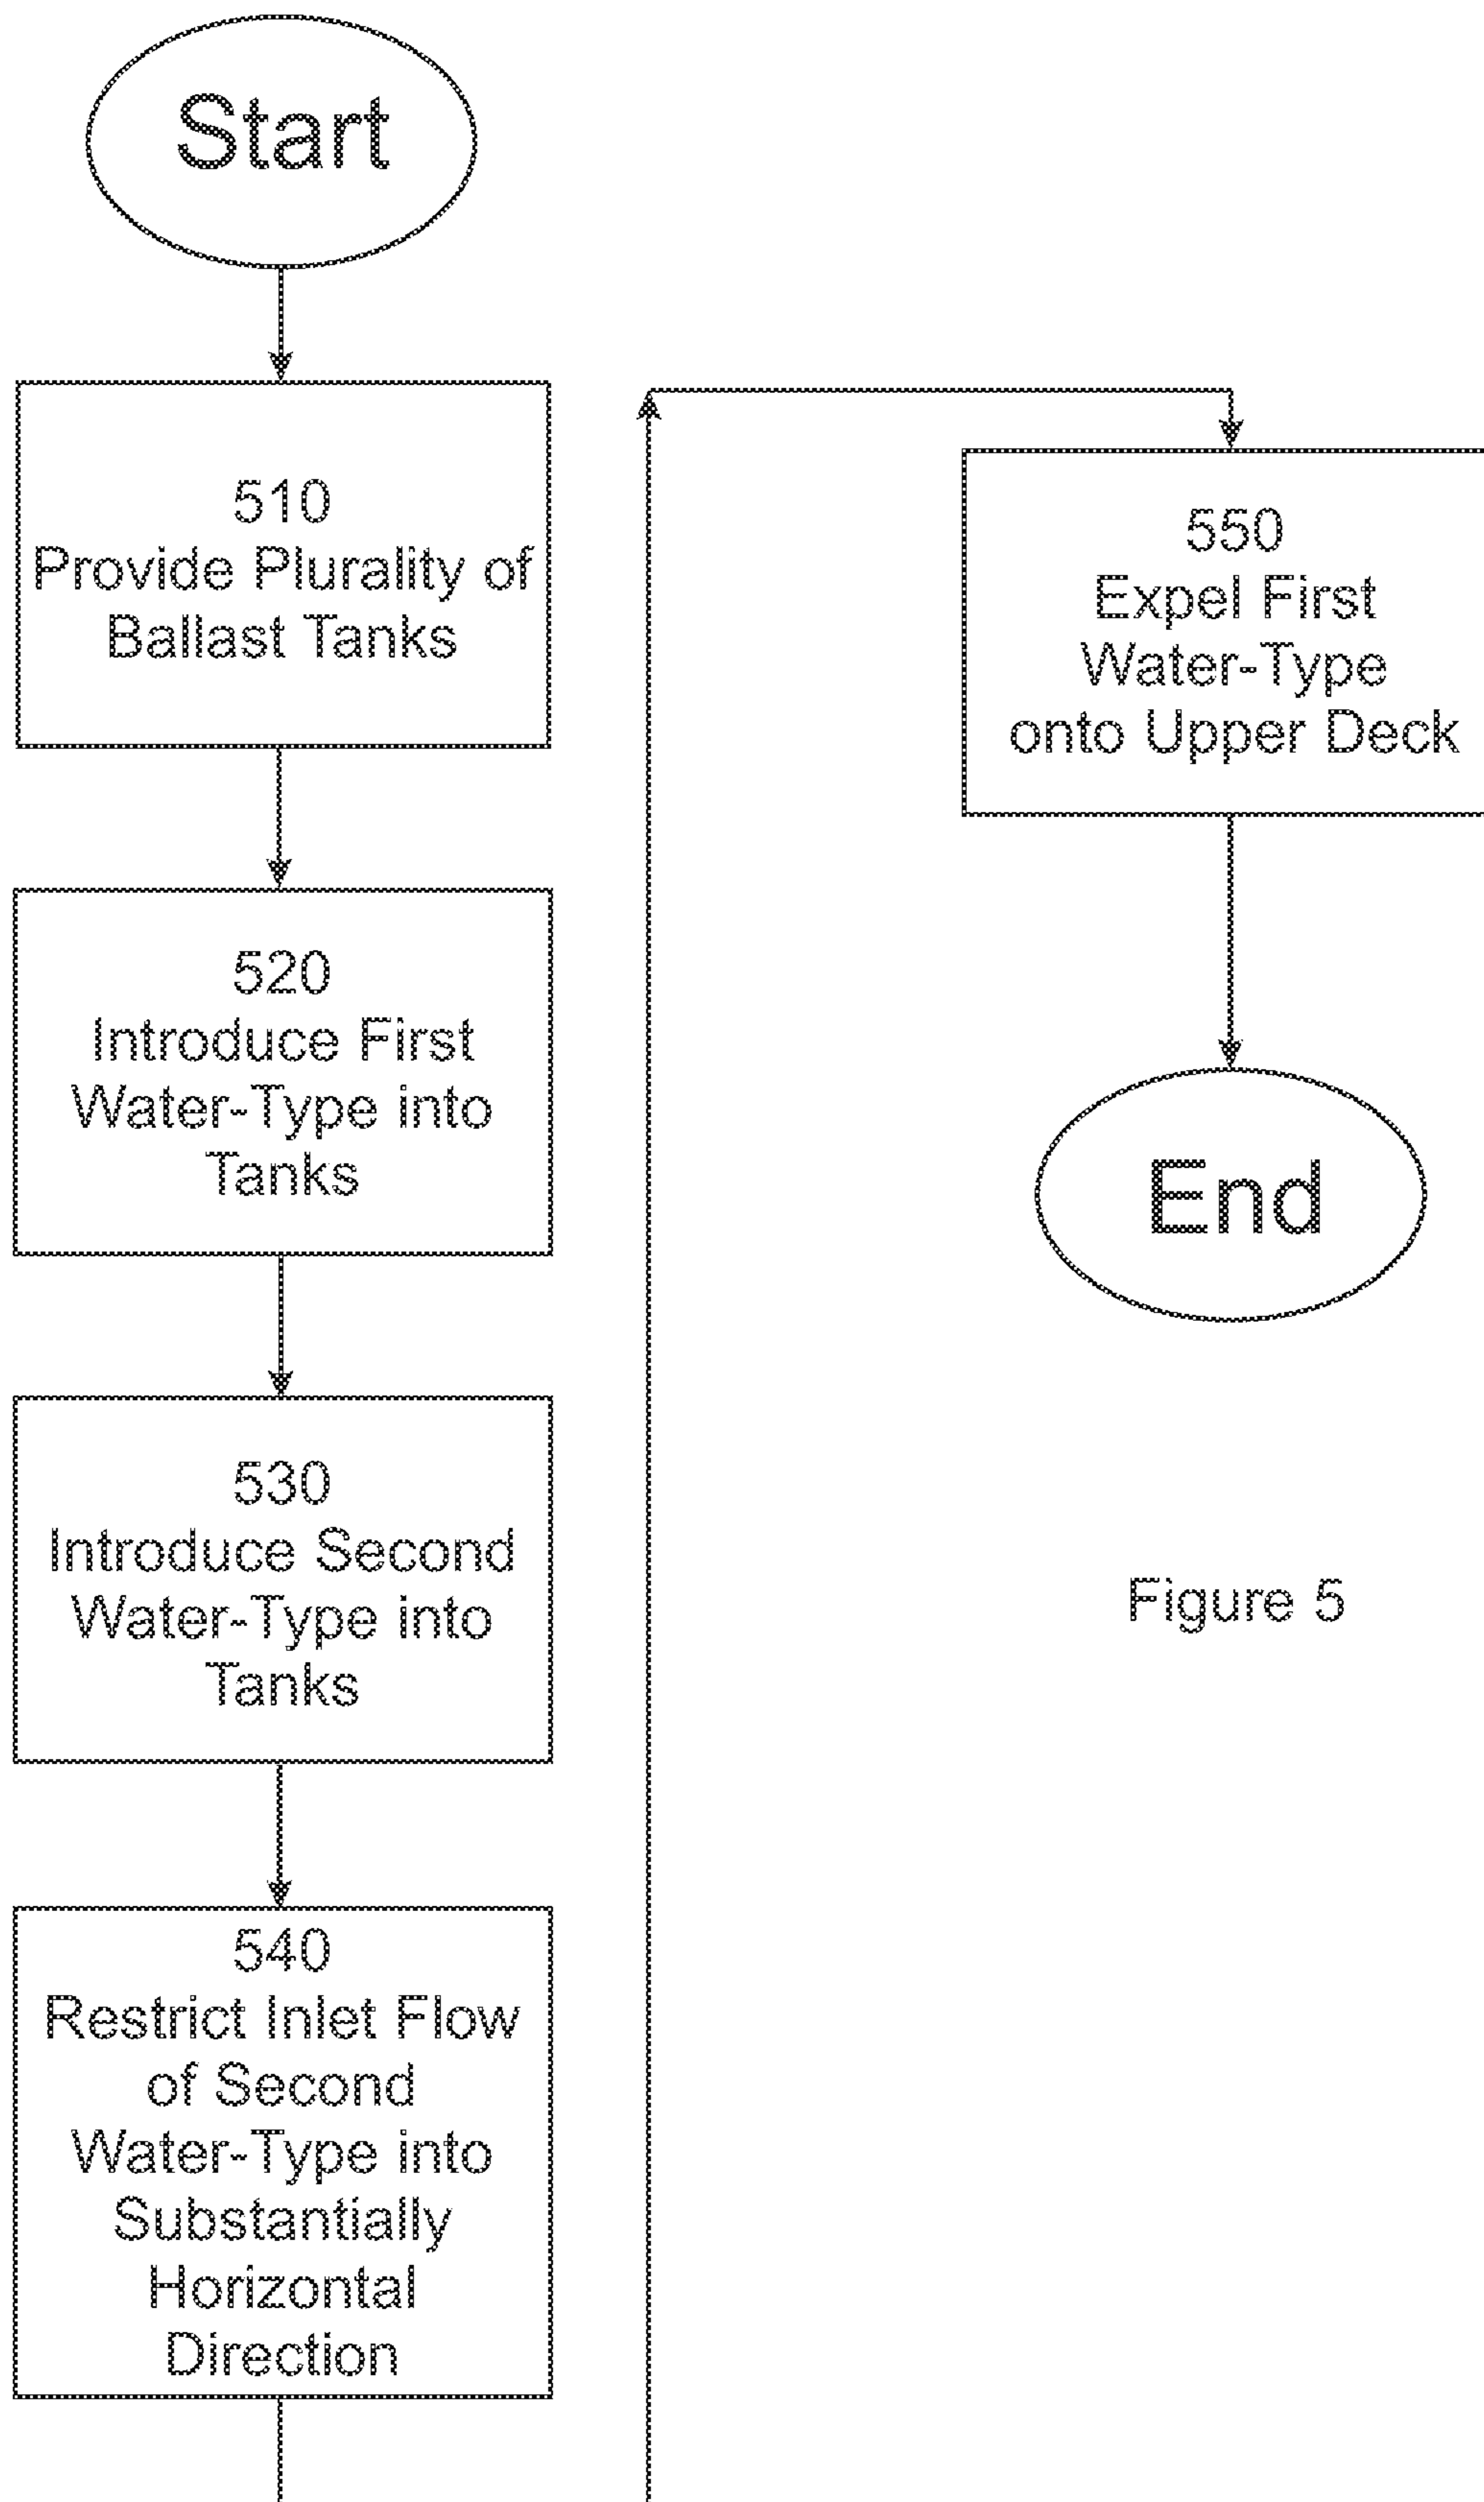 Start
510
Provide Plurality of
Ballast Tanks
520
Introduce First
Water-Type into
Tanks
530
Introduce Second
Water-Type into
Tanks
540
Restrict Inlet Flow
of Second
Water-Type into
Substantially
Horizontal
Direction
550
Expel First
Water-Type
onto Upper Deck
End
Figure 5